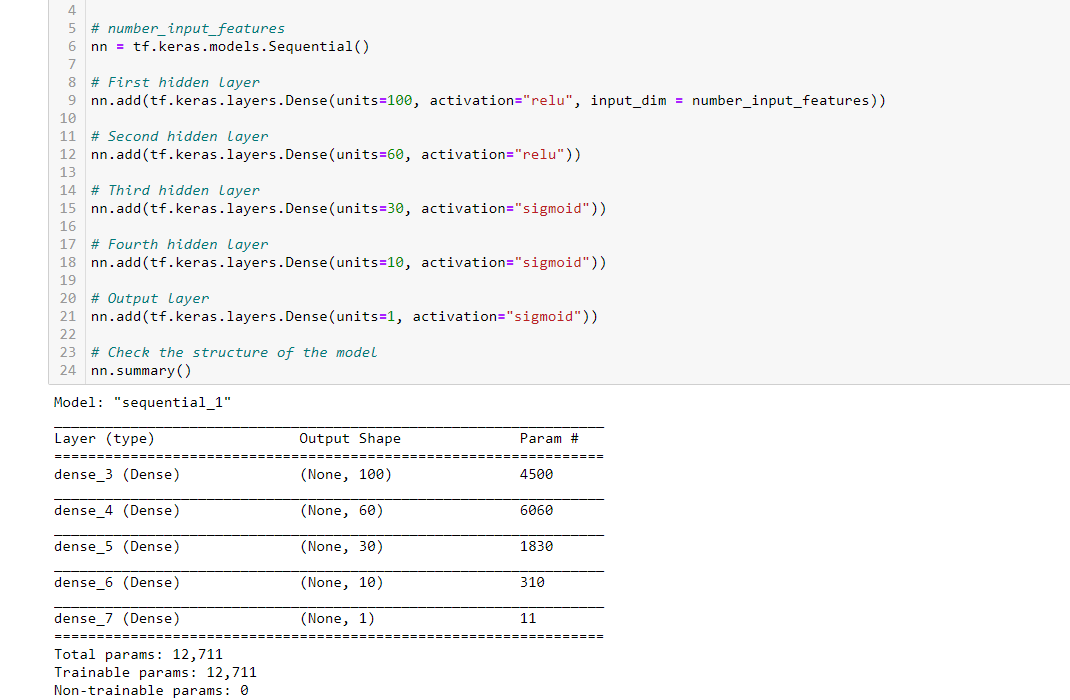 4
5 # number_input_features
6 nn = tf.keras.models.Sequential()
7
8 # First hidden layer
9 nn.add(tf.keras.layers.Dense(units=100, activation="relu", input_dim = number_input_features))
10
11 # Second hidden layer
12 nn.add(tf.keras.layers.Dense(units=60, activation="relu"))
13
14 # Third hidden layer
15 nn.add(tf.keras.layers.Dense(units=30, activation="sigmoid"))
16
17 # Fourth hidden layer
18 nn.add(tf.keras.layers.Dense(units=10, activation="sigmoid"))
19
20 # Output layer
21 nn.add(tf.keras.layers.Dense(units=1, activation="sigmoid"))
22
23 # Check the structure of the model
24 nn.summary()
Model: "sequential_1"
_________________________________________________________________
Layer (type)                 Output Shape              Param #
=================================================================
dense_3 (Dense)              (None, 100)               4500
_________________________________________________________________
dense_4 (Dense)              (None, 60)                6060
_________________________________________________________________
dense_5 (Dense)              (None, 30)                1830
_________________________________________________________________
dense_6 (Dense)              (None, 10)                310
_________________________________________________________________
dense_7 (Dense)              (None, 1)                 11
=================================================================
Total params: 12,711
Trainable params: 12,711
Non-trainable params: 0